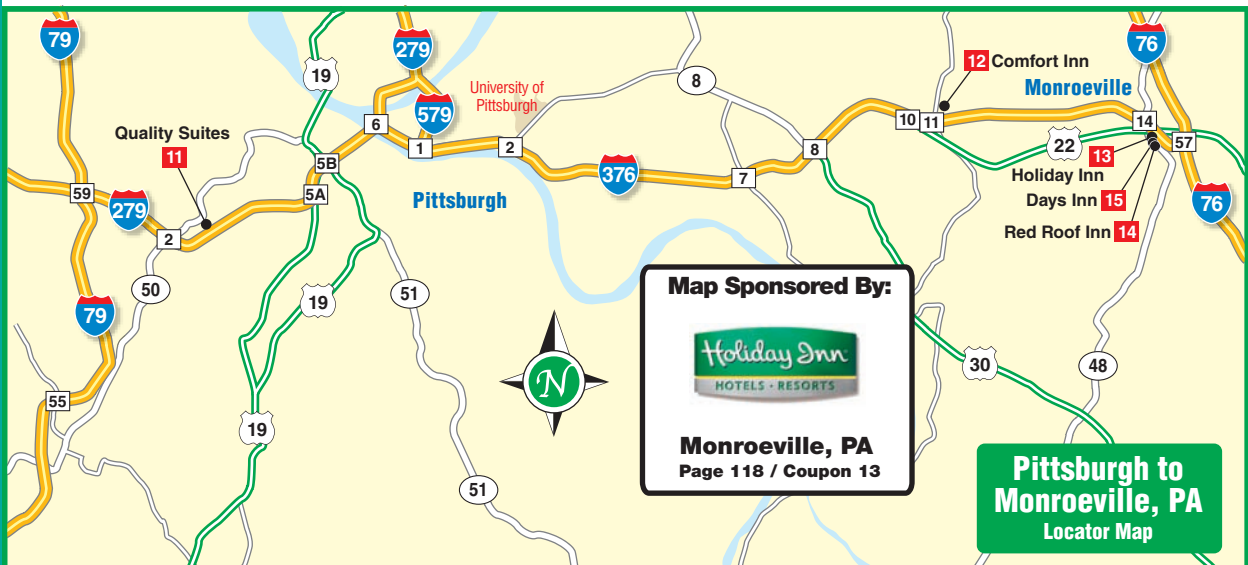 79
279
19
579
University of
Pittsburgh
8
12 Comfort Inn
Monroeville
76
Quality Suites
11
6
1
2
5B
5A
59
279
2
Pittsburgh
376
7
8
10
11
22
14
57
13
Holiday Inn
Days Inn 15
Red Roof Inn 14
76
50
79
19
51
N
55
19
51
30
48
Map Sponsored By:
Holiday Inn
HOTELS • RESORTS
Monroeville, PA
Page 118 / Coupon 13
Pittsburgh to
Monroeville, PA
Locator Map